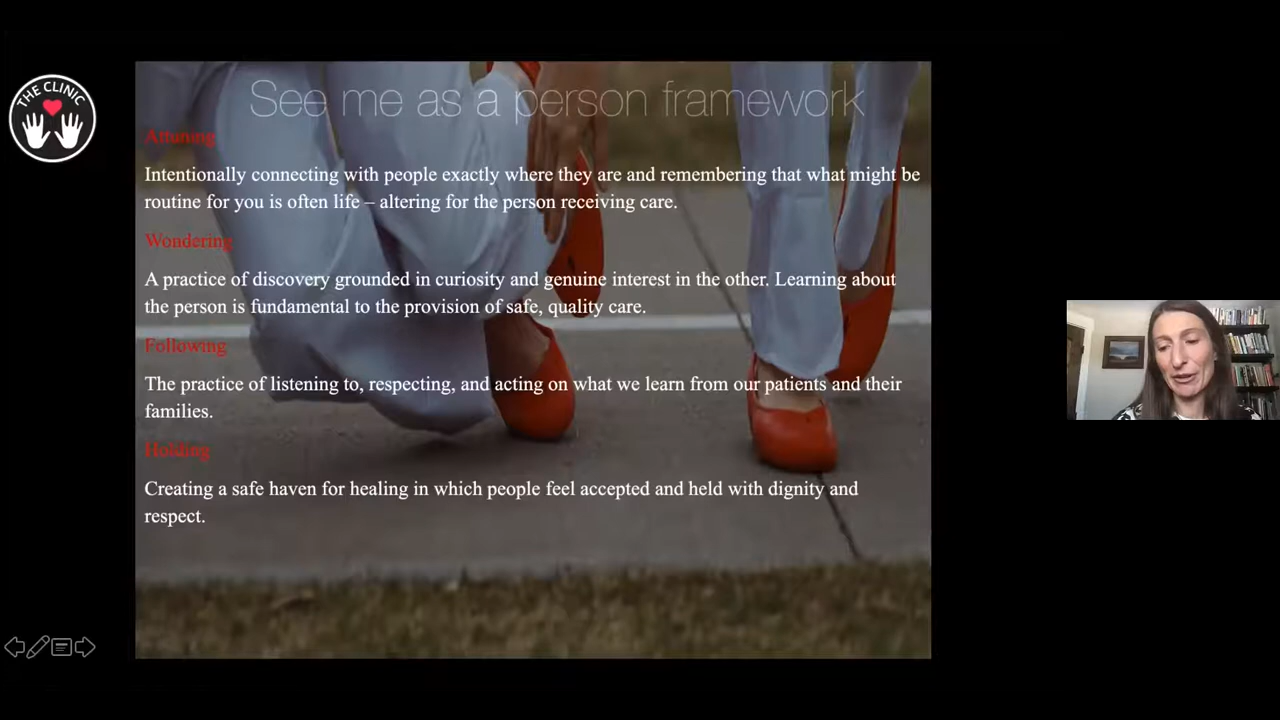 THE CLINIC
See me as a person framework
Attuning
Intentionally connecting with people exactly where they are and remembering that what might be
routine for you is often life – altering for the person receiving care.
Wondering
A practice of discovery grounded in curiosity and genuine interest in the other. Learning about
the person is fundamental to the provision of safe, quality care.
Following
The practice of listening to, respecting, and acting on what we learn from our patients and their
families.
Holding
Creating a safe haven for healing in which people feel accepted and held with dignity and
respect.